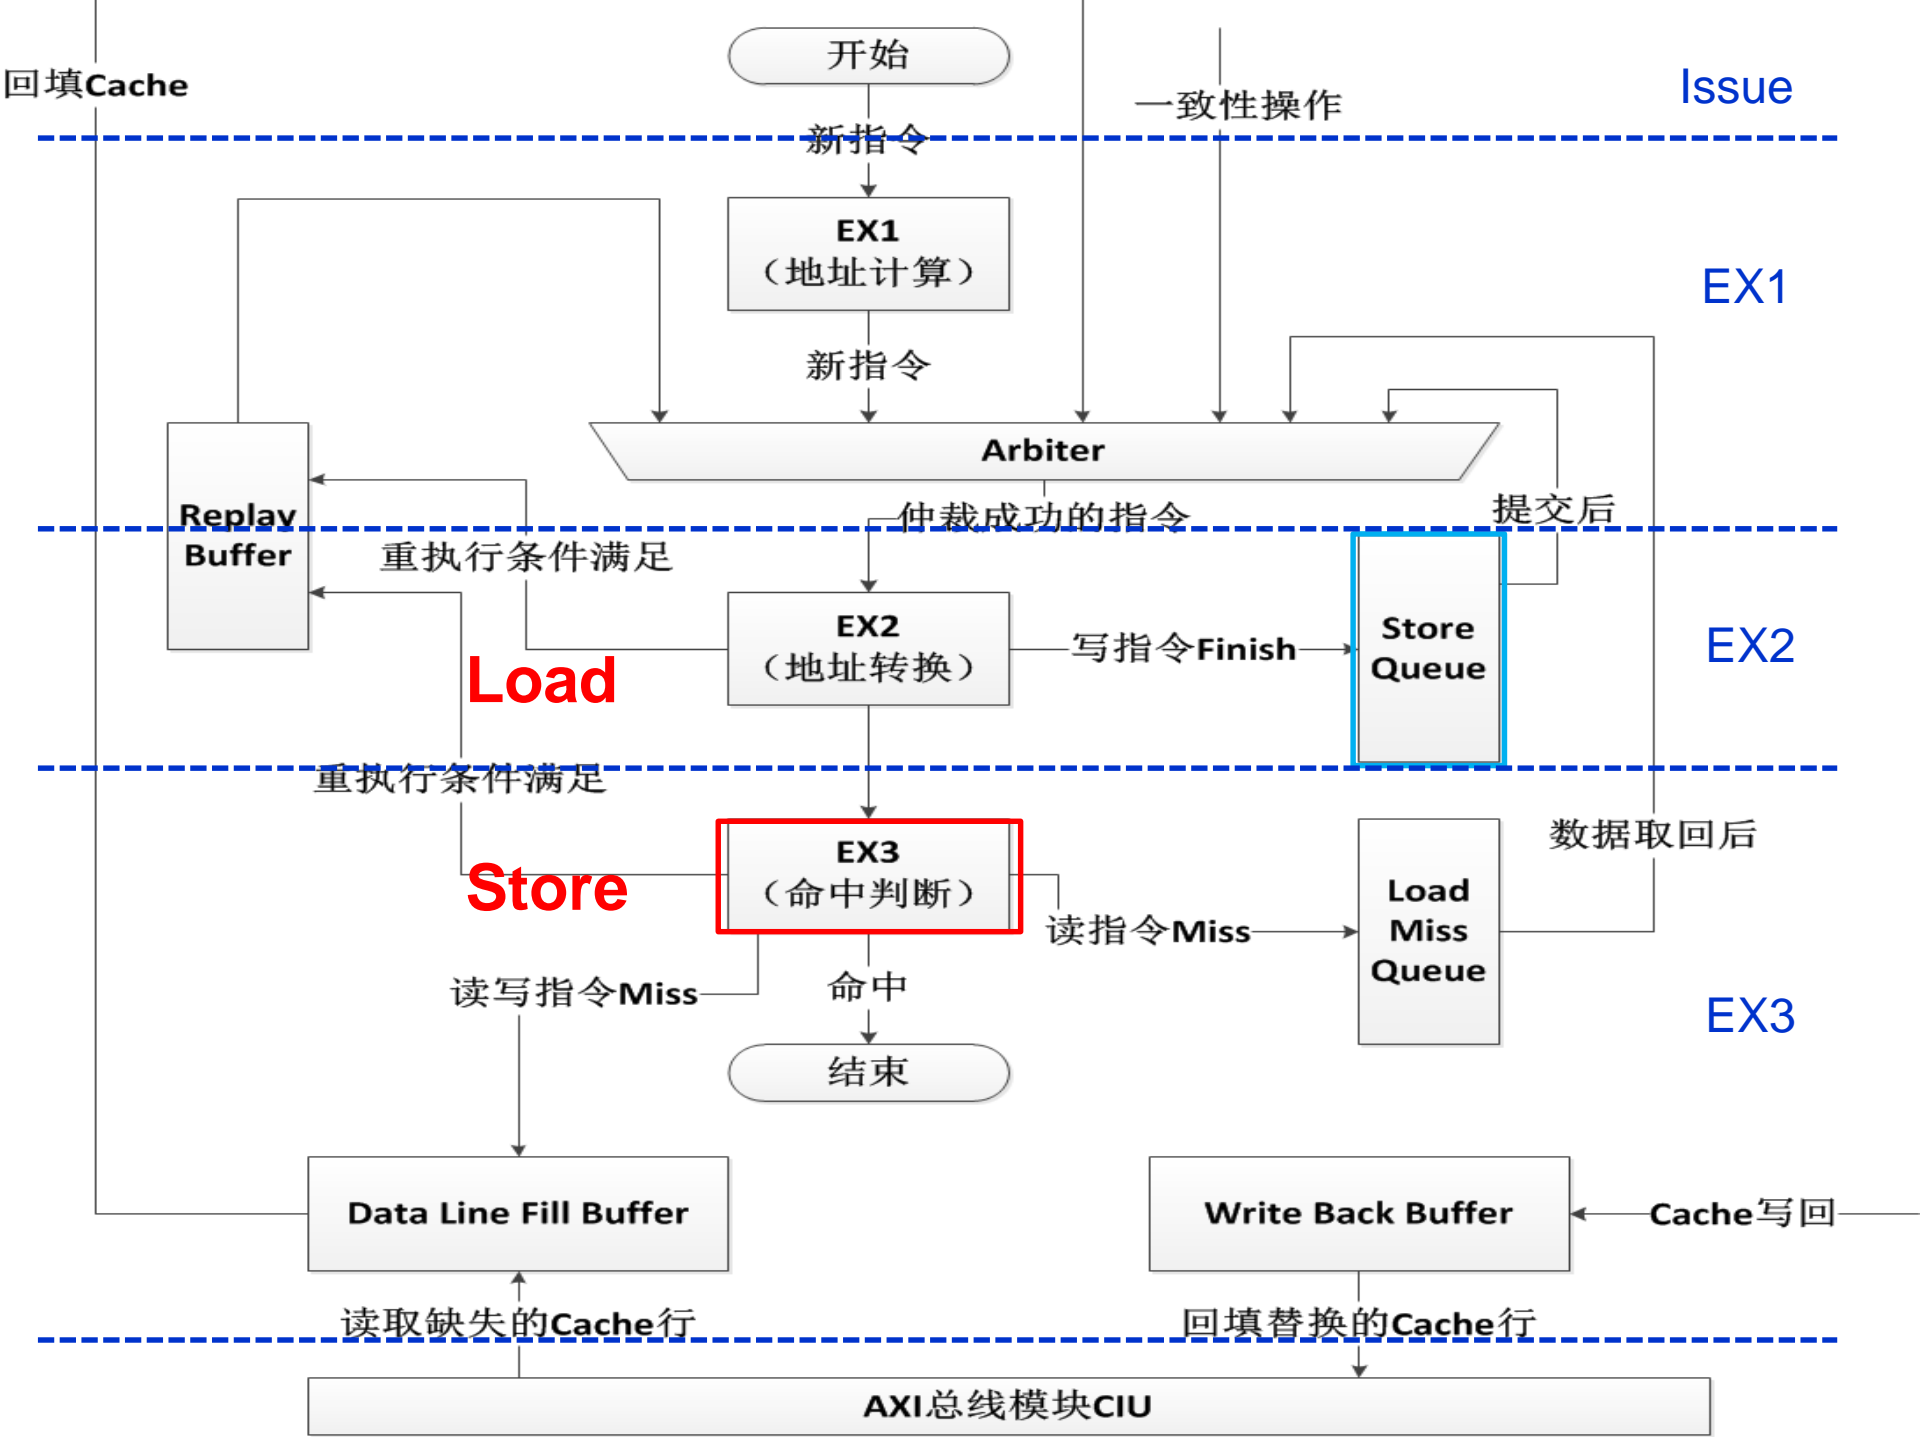 开始
回填Cache
Issue
一致性操作
新指令
EX1
（地址计算）
EX1
新指令
Arbiter
提交后
仲裁成功的指令
Replay
Buffer
重执行条件满足
EX2
（地址转换）
写指令Finish
Store
Queue
EX2
Load
重执行条件满足
EX3
（命中判断）
数据取回后
Store
读指令Miss
Load
Miss
Queue
读写指令Miss
命中
EX3
结束
Data Line Fill Buffer
Write Back Buffer
Cache写回
读取缺失的Cache行
回填替换的Cache行
AXI总线模块CIU